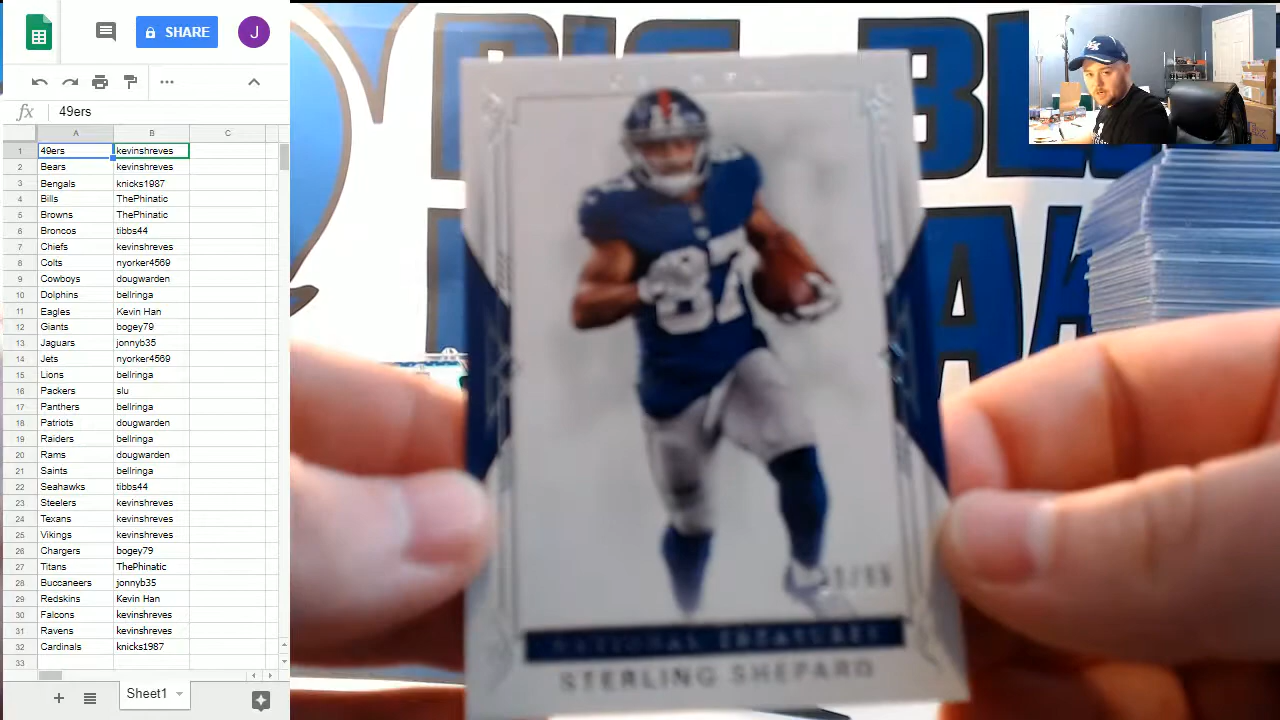 SHARE
J
fx 49ers
A B C
1 49ers kevinshreves
2 Bears kevinshreves
3 Bengals knicks1987
4 Bills ThePhinatic
5 Browns ThePhinatic
6 Broncos tibbs44
7 Chiefs kevinshreves
8 Colts nyorker4569
9 Cowboys dougwarden
10 Dolphins bellringa
11 Eagles Kevin Han
12 Giants bogey79
13 Jaguars jonnyb35
14 Jets nyorker4569
15 Lions bellringa
16 Packers slu
17 Panthers bellringa
18 Patriots dougwarden
19 Raiders bellringa
20 Rams dougwarden
21 Saints bellringa
22 Seahawks tibbs44
23 Steelers kevinshreves
24 Texans kevinshreves
25 Vikings kevinshreves
26 Chargers bogey79
27 Titans ThePhinatic
28 Buccaneers jonnyb35
29 Redskins Kevin Han
30 Falcons kevinshreves
31 Ravens kevinshreves
32 Cardinals knicks1987
33
Sheet1
BIG BL
87
NATIONAL TREASURES
STERLING SHEPARD